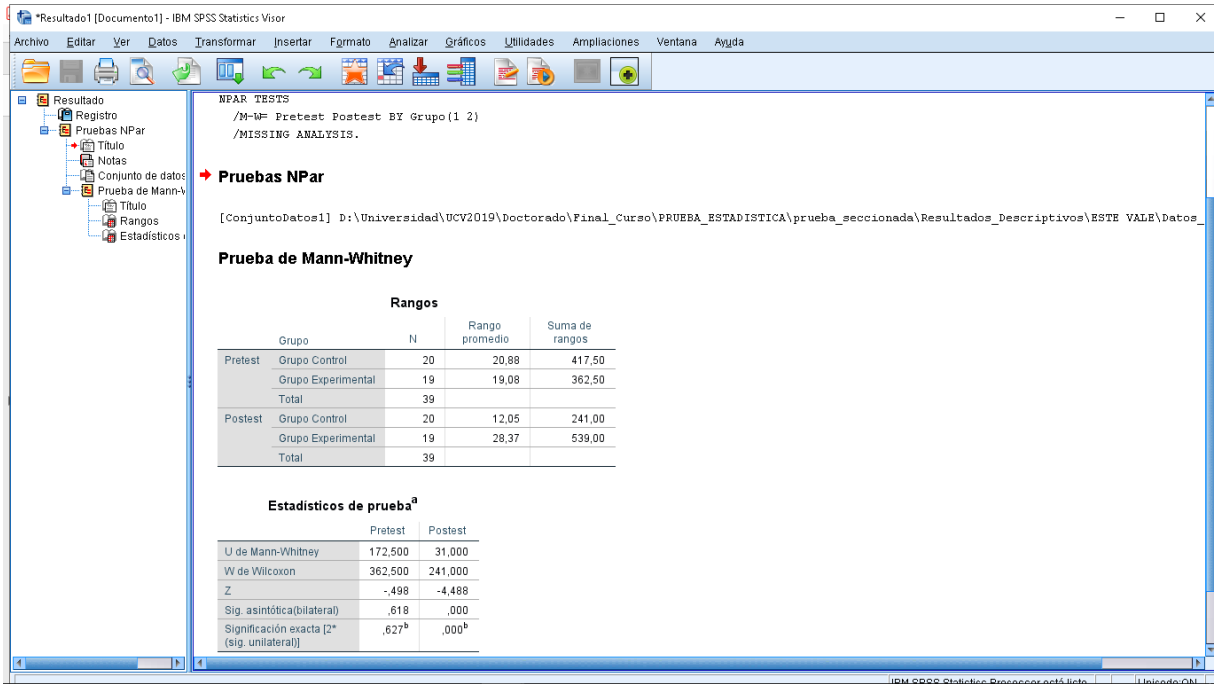 *Resultado1 [Documento1] - IBM SPSS Statistics Visor
Archivo Editar Ver Datos Transformar Insertar Formato Analizar Gráficos Utilidades Ampliaciones Ventana Ayuda
Resultado
Registro
Pruebas NPar
Título
Notas
Conjunto de datos
Prueba de Mann-W
Título
Rangos
Estadísticos
NPAR TESTS
/M-W= Pretest Postest BY Grupo(1 2)
/MISSING ANALYSIS.
Pruebas NPar
[ConjuntoDatos1] D:\Universidad\UCV2019\Doctorado\Final_Curso\PRUEBA_ESTADISTICA\prueba_seccionada\Resultados_Descriptivos\ESTE VALE\Datos_
Prueba de Mann-Whitney
Rangos
Grupo N Rango promedio Suma de rangos
Pretest Grupo Control 20 20,88 417,50
Grupo Experimental 19 19,08 362,50
Total 39
Postest Grupo Control 20 12,05 241,00
Grupo Experimental 19 28,37 539,00
Total 39
Estadísticos de prueba^a
Pretest Postest
U de Mann-Whitney 172,500 31,000
W de Wilcoxon 362,500 241,000
Z -,498 -4,488
Sig. asintótica(bilateral) ,618 ,000
Significación exacta [2* (sig. unilateral)] ,627^b ,000^b
IBM SPSS Statistics Processor está listo Unicode:ON